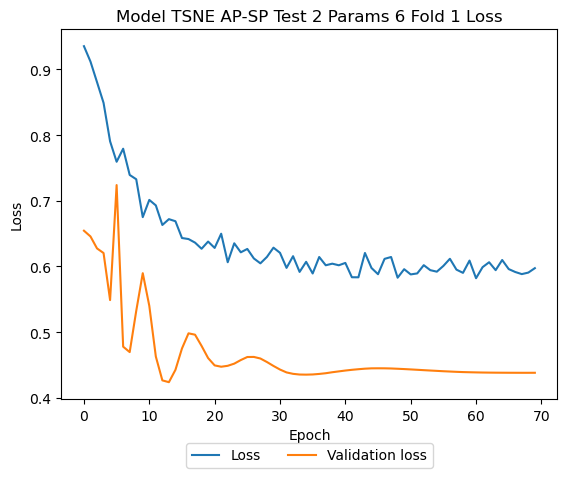 Model TSNE AP-SP Test 2 Params 6 Fold 1 Loss
Loss
0.9
0.8
0.7
0.6
0.5
0.4
0 10 20 30 40 50 60 70
Epoch
Loss Validation loss